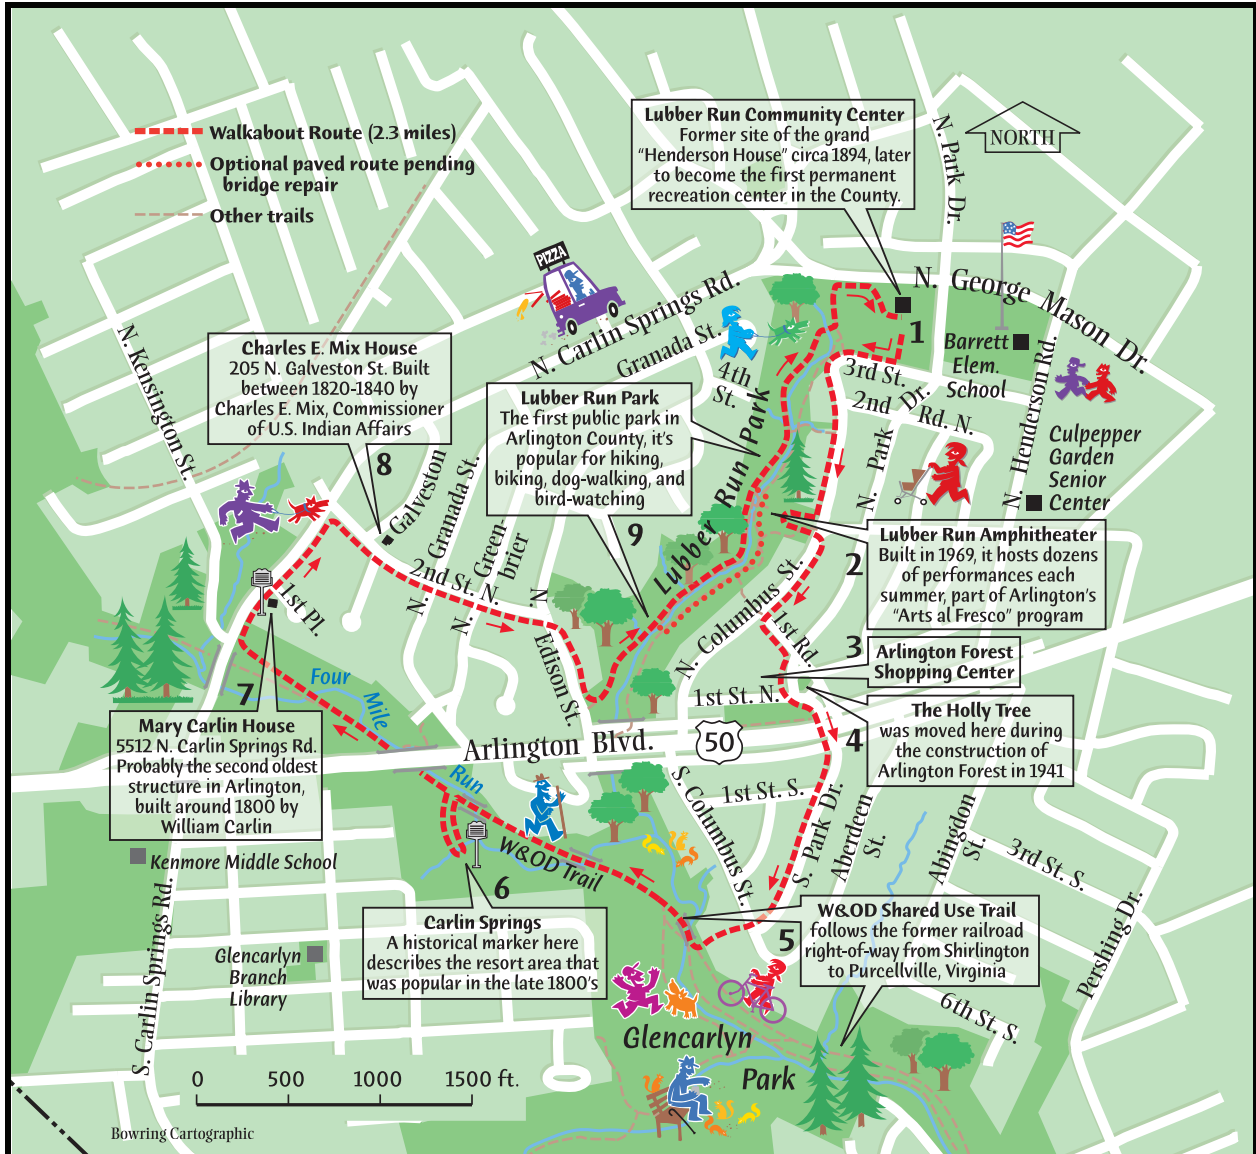 Walkabout Route (2.3 miles)
Optional paved route pending
bridge repair
Other trails
Lubber Run Community Center
Former site of the grand
“Henderson House” circa 1894, later
to become the first permanent
recreation center in the County.
N. Park Dr.
NORTH
PIZZA
N. Carlin Springs Rd.
Granada St.
4th
St.
N. George Mason Dr.
1
Barrett
Elem.
School
3rd St.
2nd
Rd. N.
N. Park Dr.
N. Henderson Rd.
Culpepper
Garden
Senior
Center
N. Kensington St.
Charles E. Mix House
205 N. Galveston St. Built
between 1820-1840 by
Charles E. Mix, Commissioner
of U.S. Indian Affairs
8
Lubber Run Park
The first public park in
Arlington County, it’s
popular for hiking,
biking, dog-walking, and
bird-watching
9
Lubber Run Park
N. Galveston
N. Granada St.
N. Green-
brier
2nd St. N.
Lubber Run Amphitheater
Built in 1969, it hosts dozens
of performances each
summer, part of Arlington’s
“Arts al Fresco” program
2
N. Columbus St.
1st Rd.
3
Arlington Forest
Shopping Center
1st Pl.
Edison St.
1st St. N.
The Holly Tree
was moved here during
the construction of
Arlington Forest in 1941
4
7
Mary Carlin House
5512 N. Carlin Springs Rd.
Probably the second oldest
structure in Arlington,
built around 1800 by
William Carlin
Four
Mile
Run
Arlington Blvd.
50
S. Columbus St.
1st St. S.
S. Park Dr.
Aberdeen
St.
Abingdon
St.
3rd St. S.
Kenmore Middle School
W&OD Trail
6
Carlin Springs
A historical marker here
describes the resort area that
was popular in the late 1800’s
5
W&OD Shared Use Trail
follows the former railroad
right-of-way from Shirlington
to Purcellville, Virginia
Pershing Dr.
6th St. S.
S. Carlin Springs Rd.
Glencarlyn
Branch
Library
Glencarlyn
Park
0 500 1000 1500 ft.
Bowring Cartographic